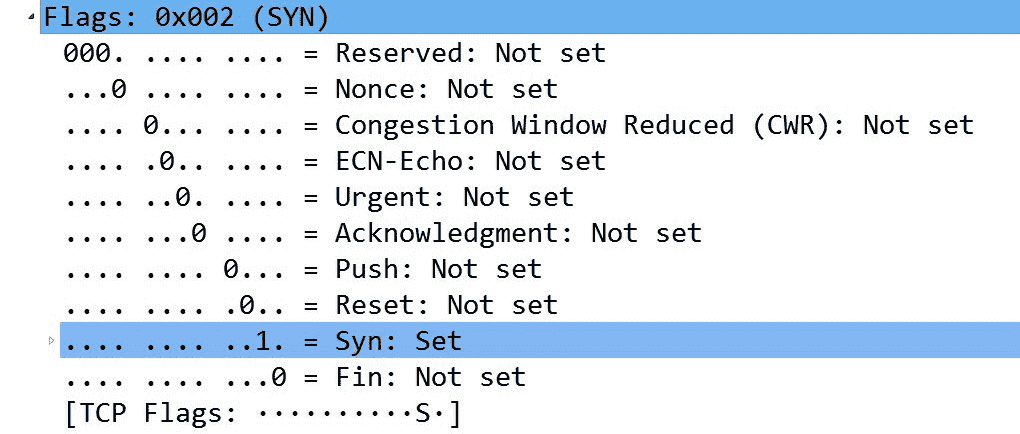 Flags: 0x002 (SYN)
000. .... .... = Reserved: Not set
...0 .... .... = Nonce: Not set
.... 0... .... = Congestion Window Reduced (CWR): Not set
.... .0.. .... = ECN-Echo: Not set
.... ..0. .... = Urgent: Not set
.... ...0 .... = Acknowledgment: Not set
.... .... 0... = Push: Not set
.... .... .0.. = Reset: Not set
.... .... ..1. = Syn: Set
.... .... ...0 = Fin: Not set
[TCP Flags: ··········S·]